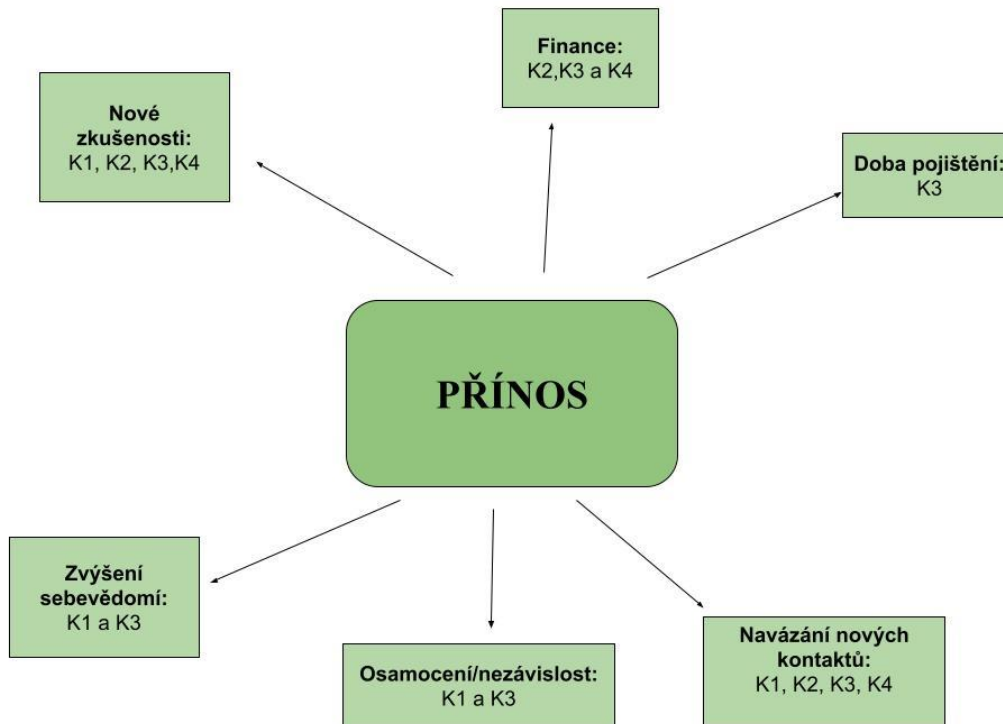 Finance:
K2,K3 a K4
Nové
zkušenosti:
K1, K2, K3,K4
Doba pojištění:
K3
PŘÍNOS
Zvýšení
sebevědomí:
K1 a K3
Osamocení/nezávislost:
K1 a K3
Navázání nových
kontaktů:
K1, K2, K3, K4